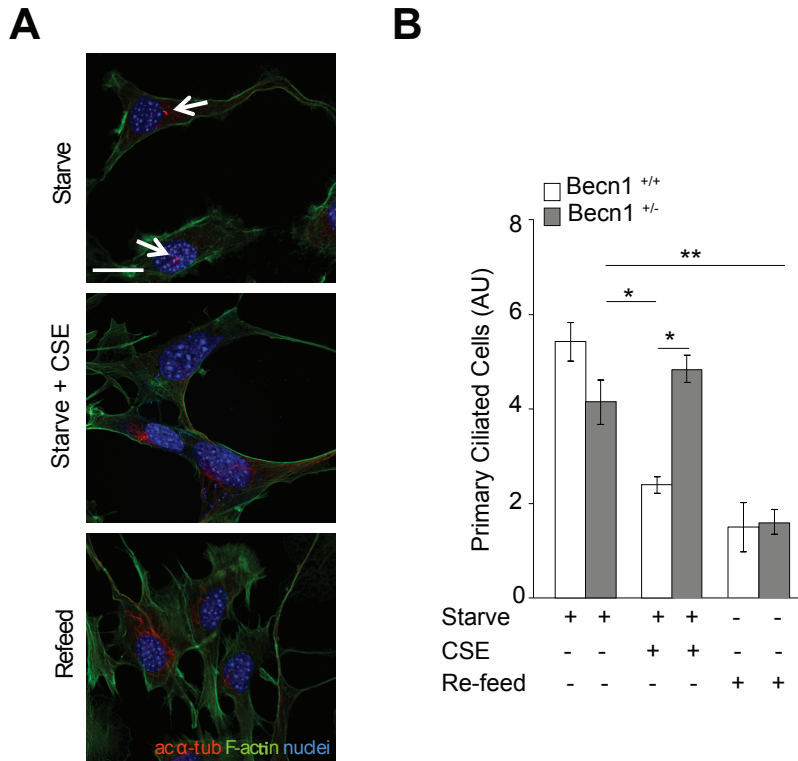 A
B
Starve
Starve + CSE
Refeed
ac α-tub F-actin nuclei
Becn1 +/+
Becn1 +/-
Primary Ciliated Cells (AU)
8
6
4
2
0
**
*
*
Starve + + + + - -
CSE - - + + - -
Re-feed - - - - + +